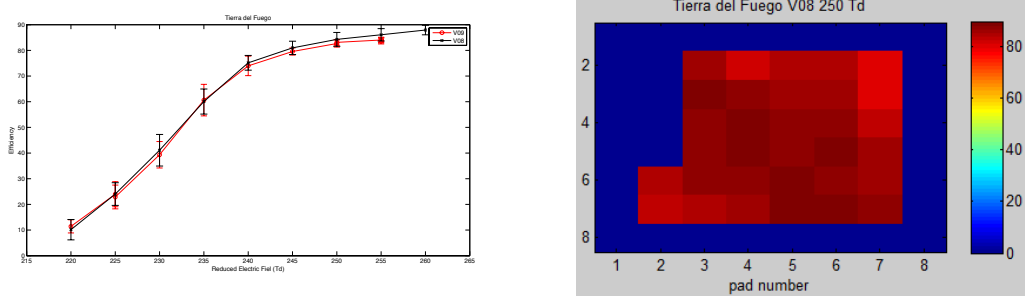 Tierra del Fuego
Efficiency
90
80
70
60
50
40
30
20
10
0
215 220 225 230 235 240 245 250 255 260 265
Reduced Electric Fiel (Td)
V09
V08
Tierra del Fuego V08 250 Td
2
4
6
8
1 2 3 4 5 6 7 8
pad number
80
60
40
20
0